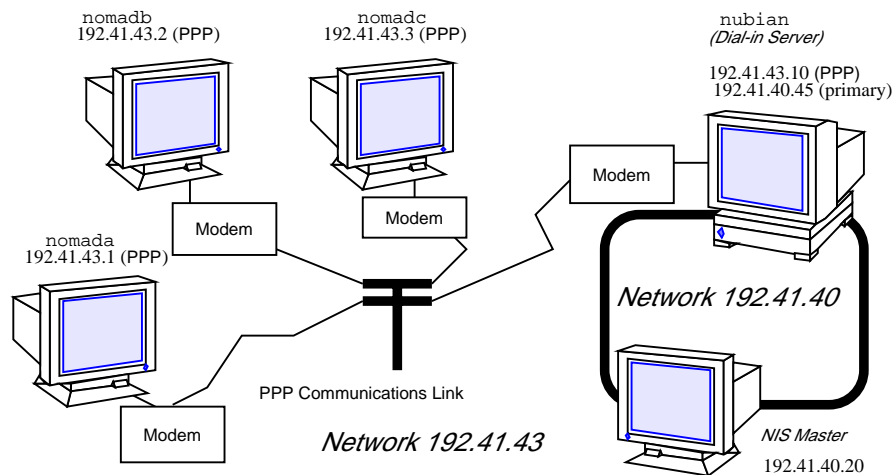 nomadb
192.41.43.2 (PPP)
nomadc
192.41.43.3 (PPP)
nubian
(Dial-in Server)
192.41.43.10 (PPP)
192.41.40.45 (primary)
Modem
Modem
Modem
nomada
192.41.43.1 (PPP)
Network 192.41.40
PPP Communications Link
Modem
Network 192.41.43
NIS Master
192.41.40.20